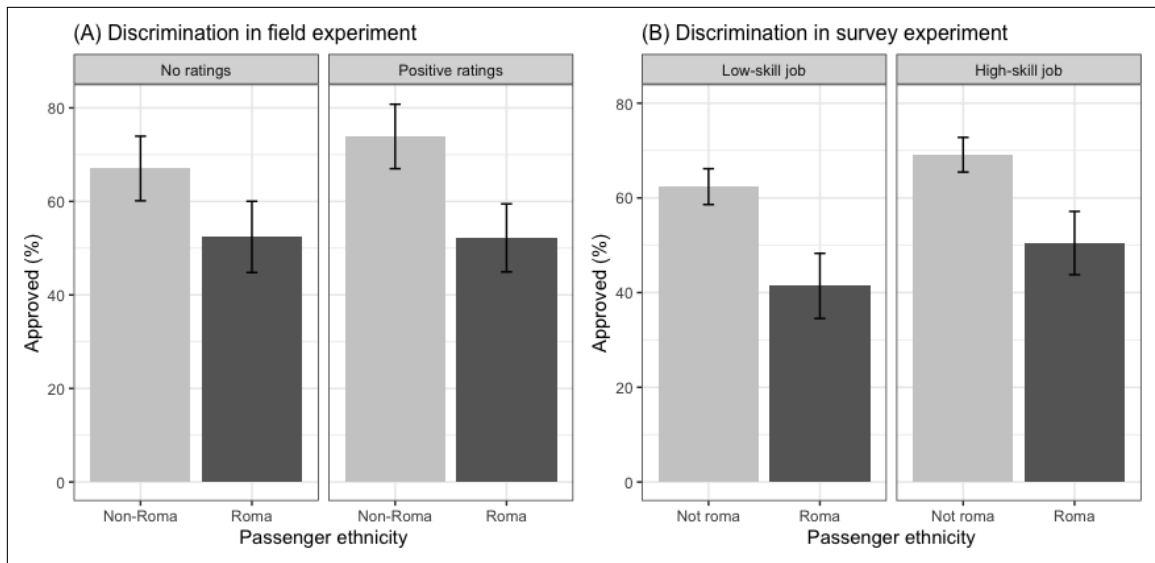 (A) Discrimination in field experiment
No ratings
Positive ratings
Approved (%)
80
60
40
20
0
Non-Roma
Roma
Non-Roma
Roma
Passenger ethnicity
(B) Discrimination in survey experiment
Low-skill job
High-skill job
Approved (%)
80
60
40
20
0
Not roma
Roma
Not roma
Roma
Passenger ethnicity